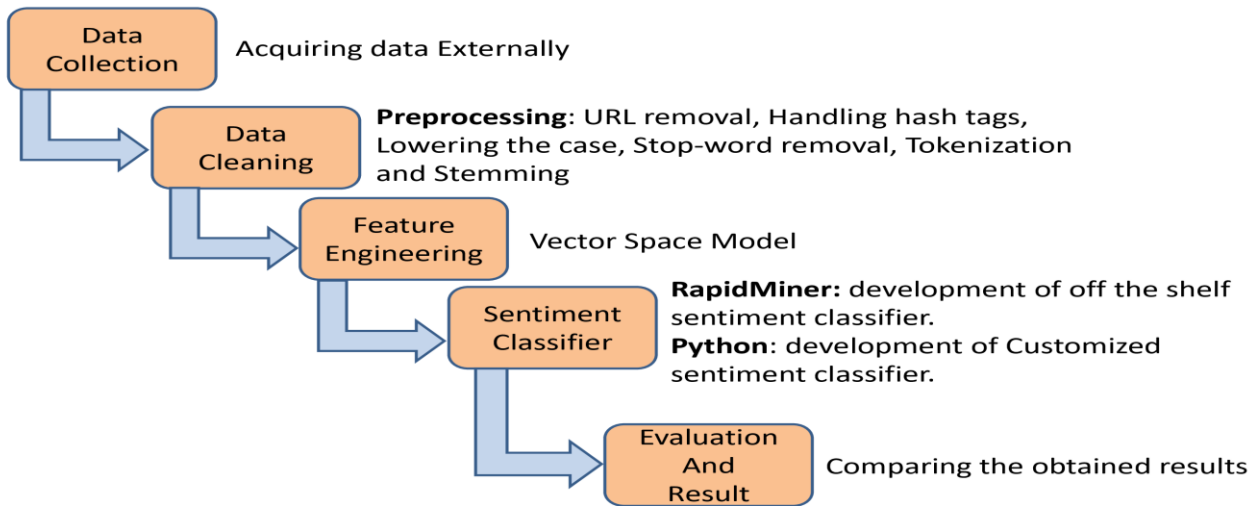 Data
Collection
Acquiring data Externally
Data
Cleaning
Preprocessing: URL removal, Handling hash tags,
Lowering the case, Stop-word removal, Tokenization
and Stemming
Feature
Engineering
Vector Space Model
Sentiment
Classifier
RapidMiner: development of off the shelf
sentiment classifier.
Python: development of Customized
sentiment classifier.
Evaluation
And
Result
Comparing the obtained results